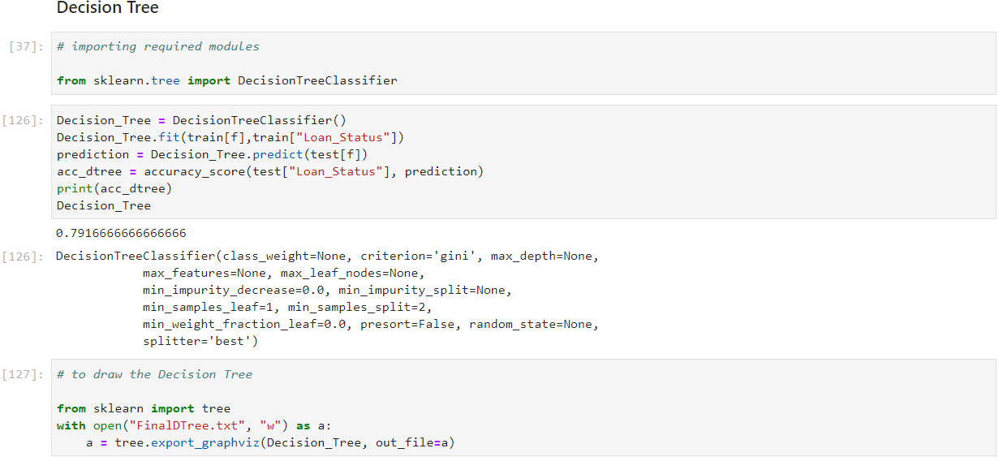 Decision Tree
[37]:
# importing required modules
from sklearn.tree import DecisionTreeClassifier
[126]:
Decision_Tree = DecisionTreeClassifier()
Decision_Tree.fit(train[f],train["Loan_Status"])
prediction = Decision_Tree.predict(test[f])
acc_dtree = accuracy_score(test["Loan_Status"], prediction)
print(acc_dtree)
Decision_Tree
0.7916666666666666
[126]:
DecisionTreeClassifier(class_weight=None, criterion='gini', max_depth=None,
            max_features=None, max_leaf_nodes=None,
            min_impurity_decrease=0.0, min_impurity_split=None,
            min_samples_leaf=1, min_samples_split=2,
            min_weight_fraction_leaf=0.0, presort=False, random_state=None,
            splitter='best')
[127]:
# to draw the Decision Tree
from sklearn import tree
with open("FinalDTree.txt", "w") as a:
    a = tree.export_graphviz(Decision_Tree, out_file=a)